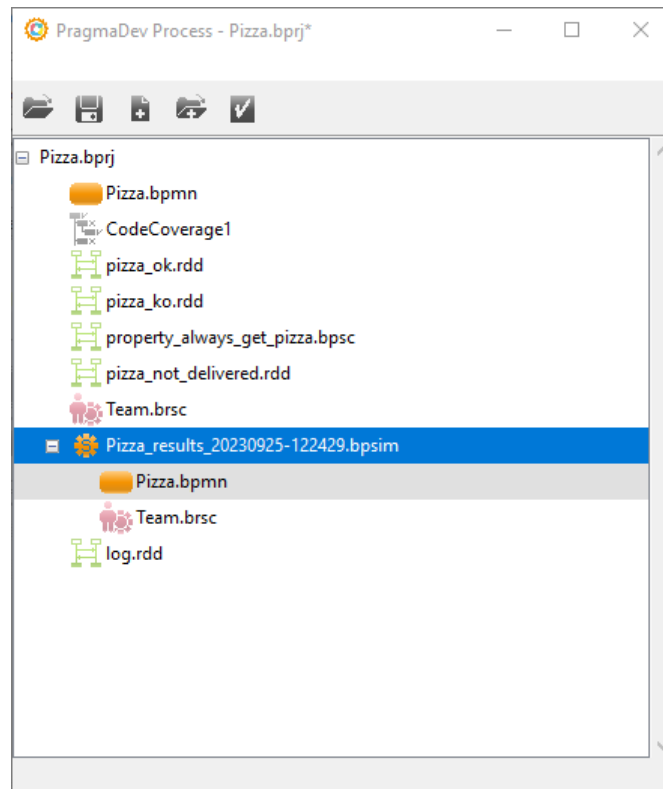 PragmaDev Process - Pizza.bprj*
Pizza.bprj
Pizza.bpmn
CodeCoverage1
pizza_ok.rdd
pizza_ko.rdd
property_always_get_pizza.bpsc
pizza_not_delivered.rdd
Team.brsc
Pizza_results_20230925-122429.bpsim
Pizza.bpmn
Team.brsc
log.rdd